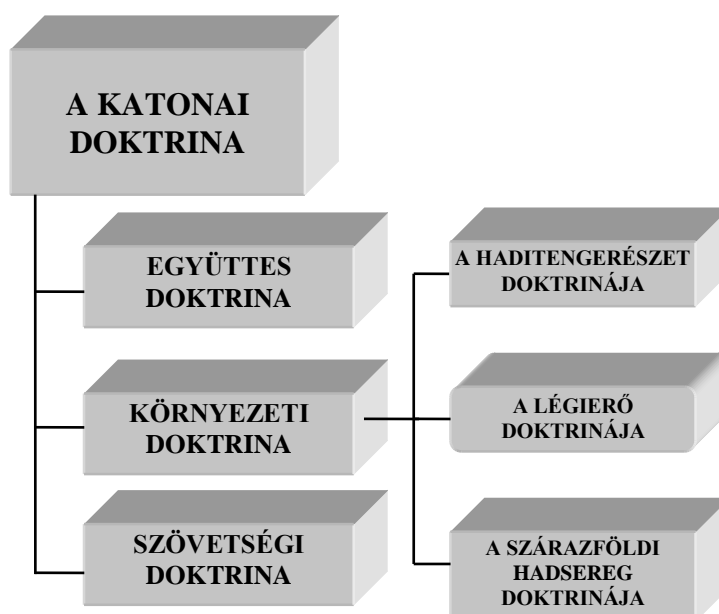 A KATONAI
DOKTRINA
EGYÜTTES
DOKTRINA
KÖRNYEZETI
DOKTRINA
SZÖVETSÉGI
DOKTRINA
A HADITENGERÉSZET
DOKTRINÁJA
A LÉGIERŐ
DOKTRINÁJA
A SZÁRAZFÖLDI
HADSEREG
DOKTRINÁJA